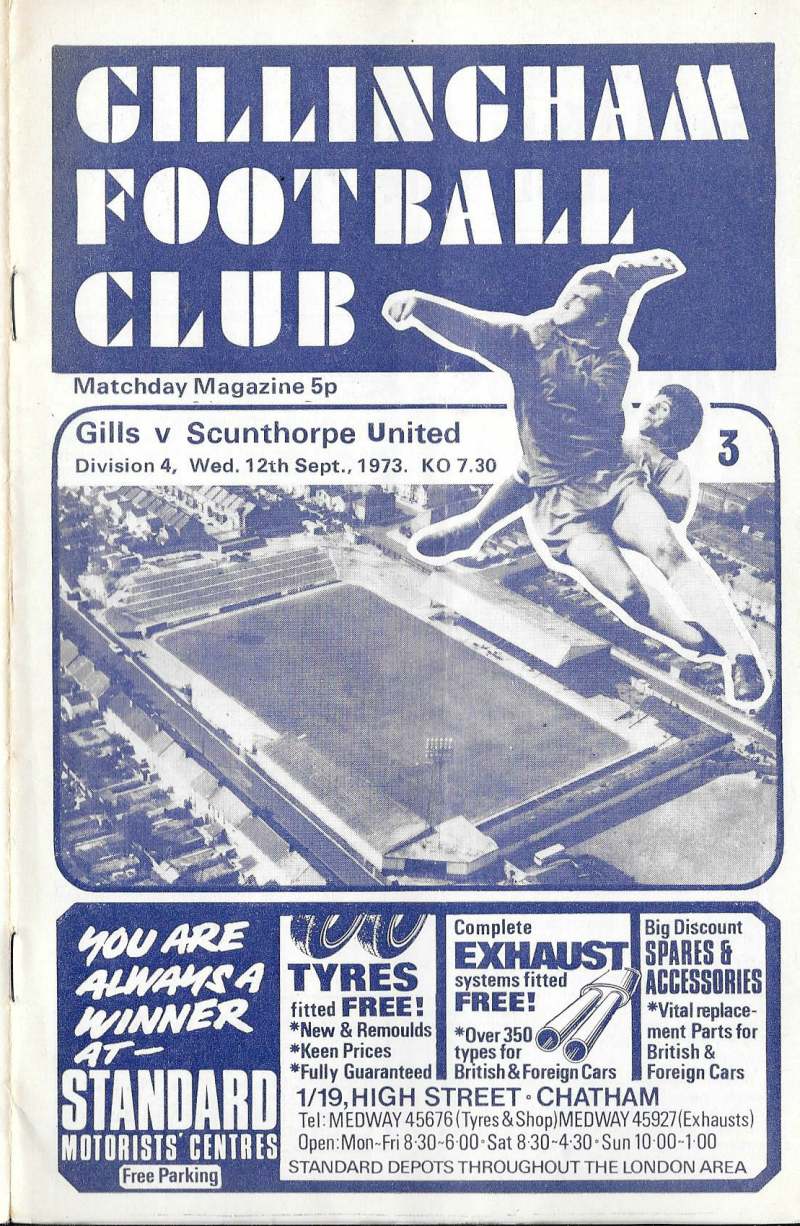 GILLINGHAM
FOOTBALL
CLUB
Matchday Magazine 5p
Gills v Scunthorpe United
Division 4, Wed. 12th Sept., 1973. KO 7.30
3
YOU ARE
ALWAYS A
WINNER
AT—
STANDARD
MOTORISTS' CENTRES
Free Parking
TYRES
fitted FREE!
*New & Remoulds
*Keen Prices
*Fully Guaranteed
Complete
EXHAUST
systems fitted
FREE!
*Over 350
types for
British & Foreign Cars
Big Discount
SPARES &
ACCESSORIES
*Vital replace-
ment Parts for
British &
Foreign Cars
1/19, HIGH STREET · CHATHAM
Tel: MEDWAY 45676 (Tyres & Shop) MEDWAY 45927 (Exhausts)
Open: Mon-Fri 8·30-6·00 · Sat 8·30-4·30 · Sun 10·00-1·00
STANDARD DEPOTS THROUGHOUT THE LONDON AREA